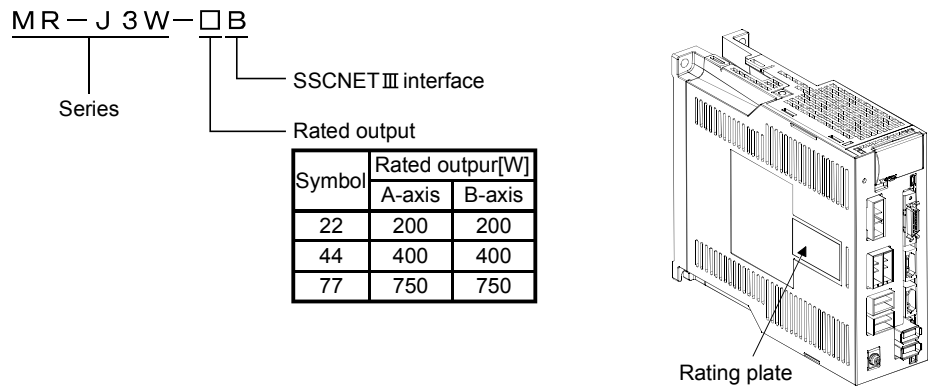 MR-J3W-□B
SSCNETⅢ interface
Series
Rated output
Symbol Rated outpur[W]
A-axis B-axis
22 200 200
44 400 400
77 750 750
Rating plate